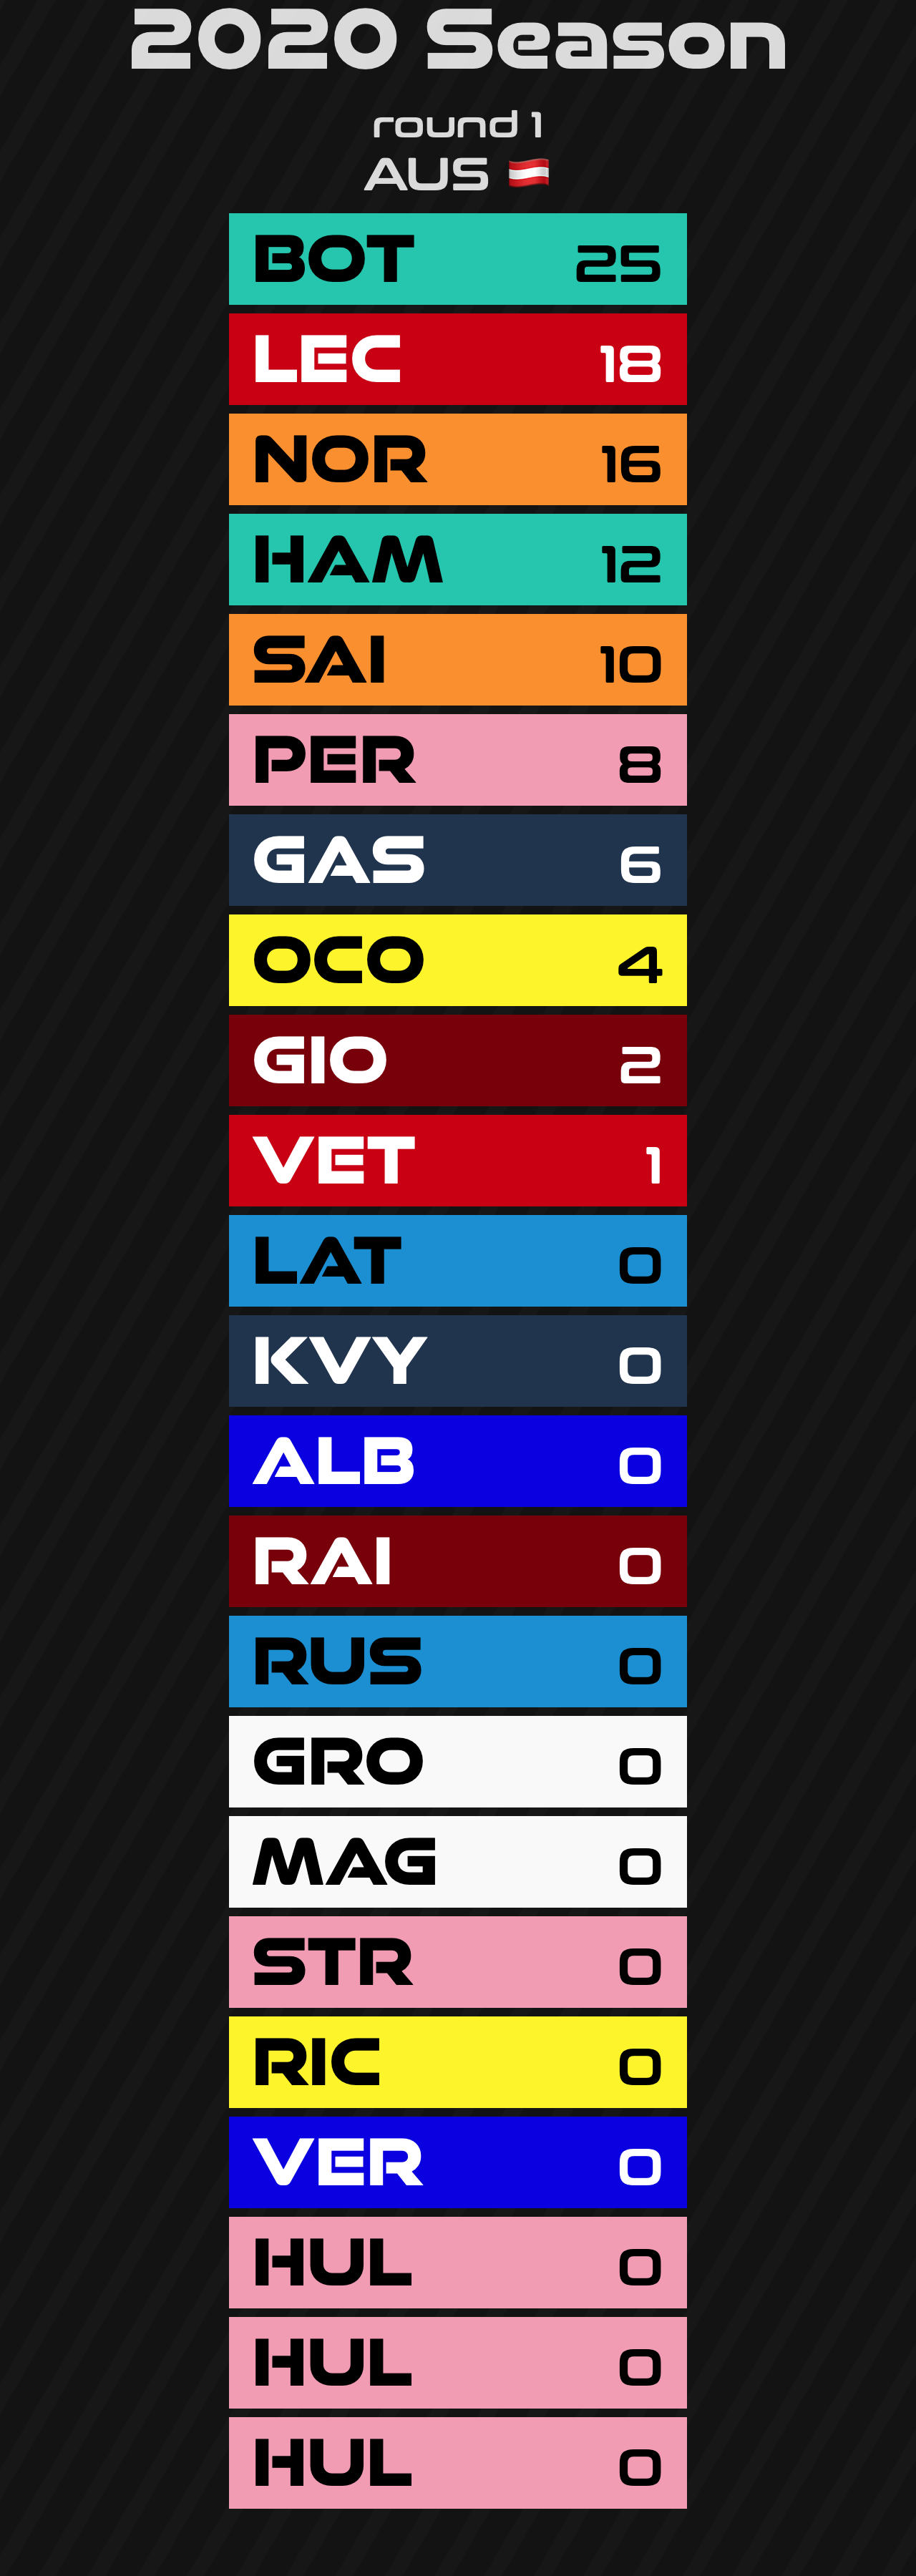 2020 Season
round 1
AUS 🇦🇹
BOT 25
LEC 18
NOR 16
HAM 12
SAI 10
PER 8
GAS 6
OCO 4
GIO 2
VET 1
LAT 0
KVY 0
ALB 0
RAI 0
RUS 0
GRO 0
MAG 0
STR 0
RIC 0
VER 0
HUL 0
HUL 0
HUL 0